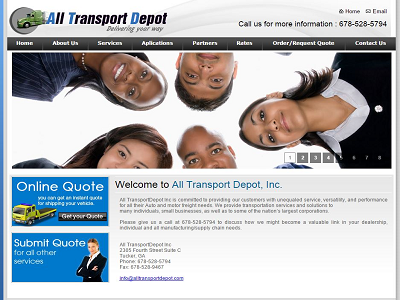 All Transport Depot
Delivering your way
Home Email
Call us for more information : 678-528-5794
Home About Us Services Aplications Partners Rates Order/Request Quote Contact Us
1 2 3 4 5 6 7 8
Online Quote
you can get an instant quote
for shipping your vehicle.
Get your Quote
Submit Quote
for all other
services
Welcome to All Transport Depot, Inc.
All TransportDepot Inc is committed to providing our customers with unequaled service, versatility, and performance
for all their Auto and motor freight needs. We provide transportation services and solutions to
many individuals, small businesses, as well as to some of the nation's largest corporations.
Please give us a call at 678-528-5794 to discuss how we might become a valuable link in your dealership,
individual and all manufacturing/supply chain needs.
All TransportDepot Inc
2305 Fourth Street Suite C
Tucker, GA
Phone: 678-528-5794
Fax: 678-528-9467
info@alltransportdepot.com